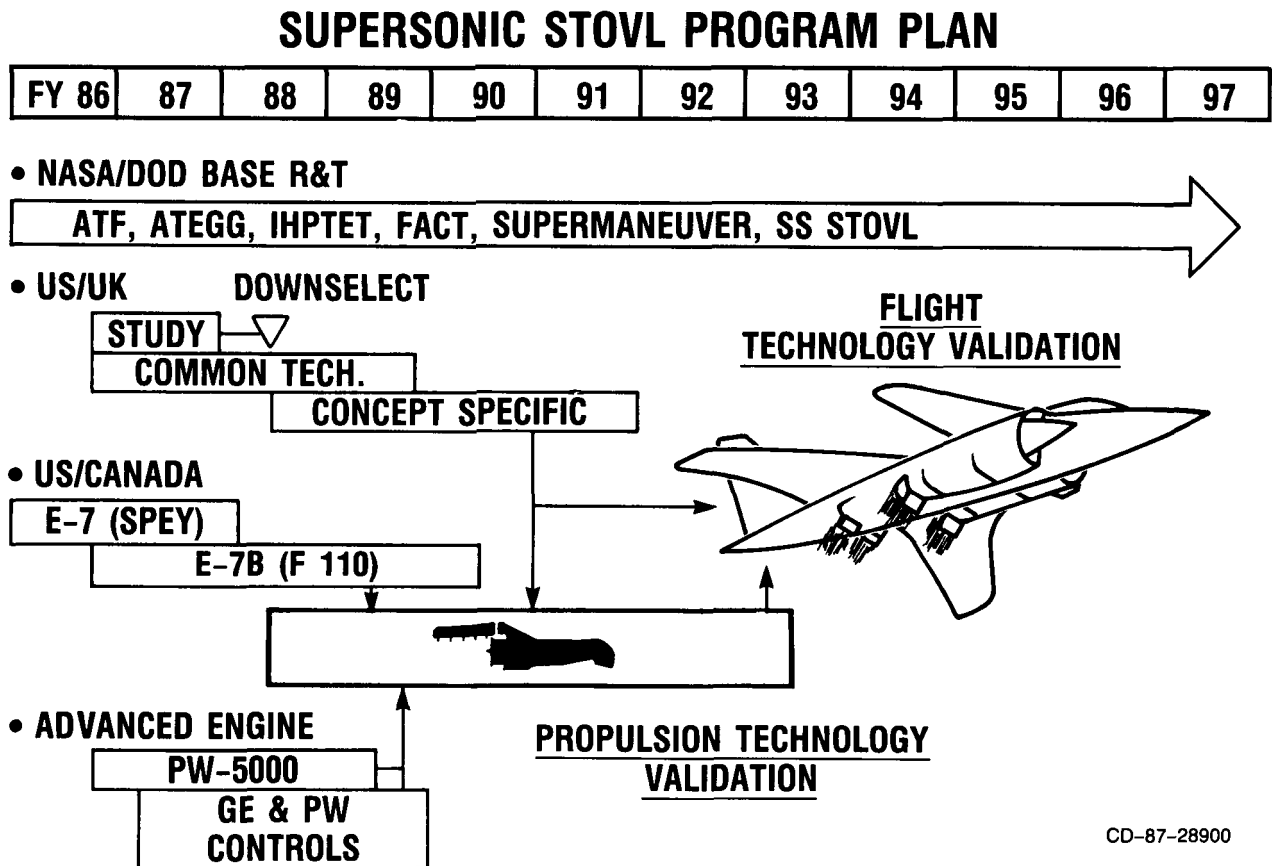 SUPERSONIC STOVL PROGRAM PLAN
FY 86 87 88 89 90 91 92 93 94 95 96 97
• NASA/DOD BASE R&T
ATF, ATEGG, IHPTET, FACT, SUPERMANEUVER, SS STOVL
• US/UK DOWNSELECT
STUDY
COMMON TECH.
CONCEPT SPECIFIC
FLIGHT
TECHNOLOGY VALIDATION
• US/CANADA
E-7 (SPEY)
E-7B (F 110)
• ADVANCED ENGINE
PW-5000
GE & PW
CONTROLS
PROPULSION TECHNOLOGY
VALIDATION
CD-87-28900